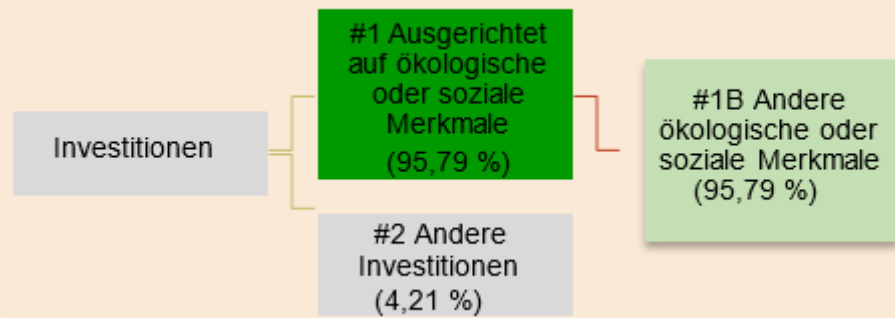 Investitionen
#1 Ausgerichtet
auf ökologische
oder soziale
Merkmale
(95,79 %)
#2 Andere
Investitionen
(4,21 %)
#1B Andere
ökologische oder
soziale Merkmale
(95,79 %)